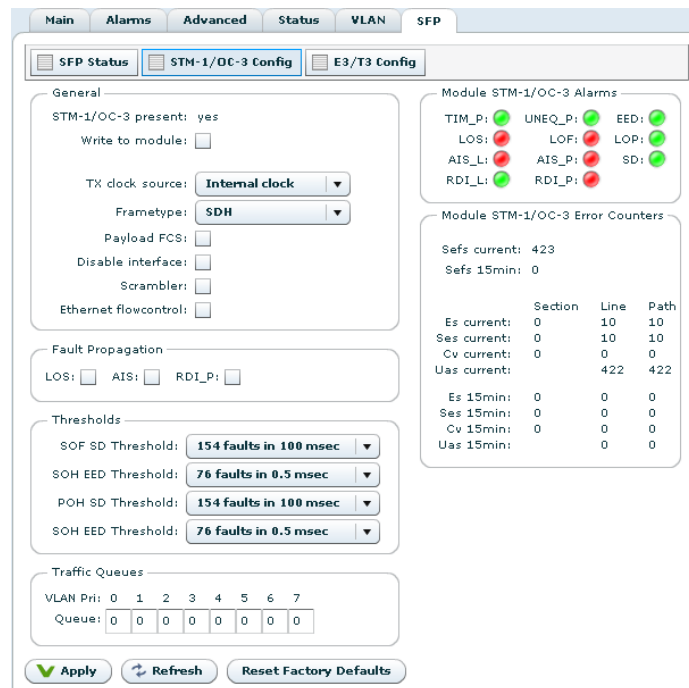 Main Alarms Advanced Status VLAN SFP
SFP Status STM-1/OC-3 Config E3/T3 Config
General
STM-1/OC-3 present: yes
Write to module:
TX clock source: Internal clock
Frametype: SDH
Payload FCS:
Disable interface:
Scrambler:
Ethernet flowcontrol:
Fault Propagation
LOS: AIS: RDI_P:
Thresholds
SOF SD Threshold: 154 faults in 100 msec
SOH EED Threshold: 76 faults in 0.5 msec
POH SD Threshold: 154 faults in 100 msec
SOH EED Threshold: 76 faults in 0.5 msec
Traffic Queues
VLAN Pri: 0 1 2 3 4 5 6 7
Queue: 0 0 0 0 0 0 0 0
Module STM-1/OC-3 Alarms
TIM_P: UNEQ_P: EED:
LOS: LOF: LOP:
AIS_L: AIS_P: SD:
RDI_L: RDI_P:
Module STM-1/OC-3 Error Counters
Sefs current: 423
Sefs 15min: 0
Section Line Path
Es current: 0 10 10
Ses current: 0 10 10
Cv current: 0 0 0
Uas current: 422 422
Es 15min: 0 0 0
Ses 15min: 0 0 0
Cv 15min: 0 0 0
Uas 15min: 0 0
Apply Refresh Reset Factory Defaults